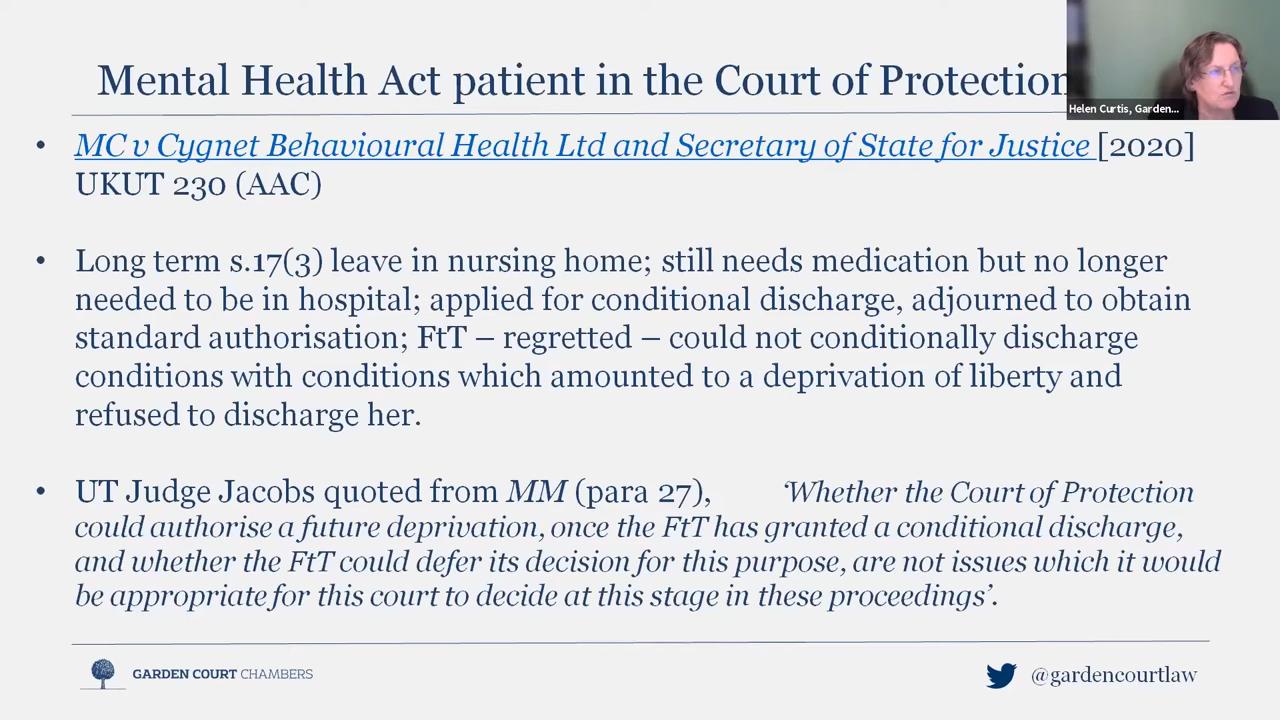 Mental Health Act patient in the Court of Protection
Helen Curtis, Garden...
• MC v Cygnet Behavioural Health Ltd and Secretary of State for Justice [2020]
UKUT 230 (AAC)
• Long term s.17(3) leave in nursing home; still needs medication but no longer
needed to be in hospital; applied for conditional discharge, adjourned to obtain
standard authorisation; FtT – regretted – could not conditionally discharge
conditions with conditions which amounted to a deprivation of liberty and
refused to discharge her.
• UT Judge Jacobs quoted from MM (para 27), ‘Whether the Court of Protection
could authorise a future deprivation, once the FtT has granted a conditional discharge,
and whether the FtT could defer its decision for this purpose, are not issues which it would
be appropriate for this court to decide at this stage in these proceedings’.
GARDEN COURT CHAMBERS
@gardencourtlaw